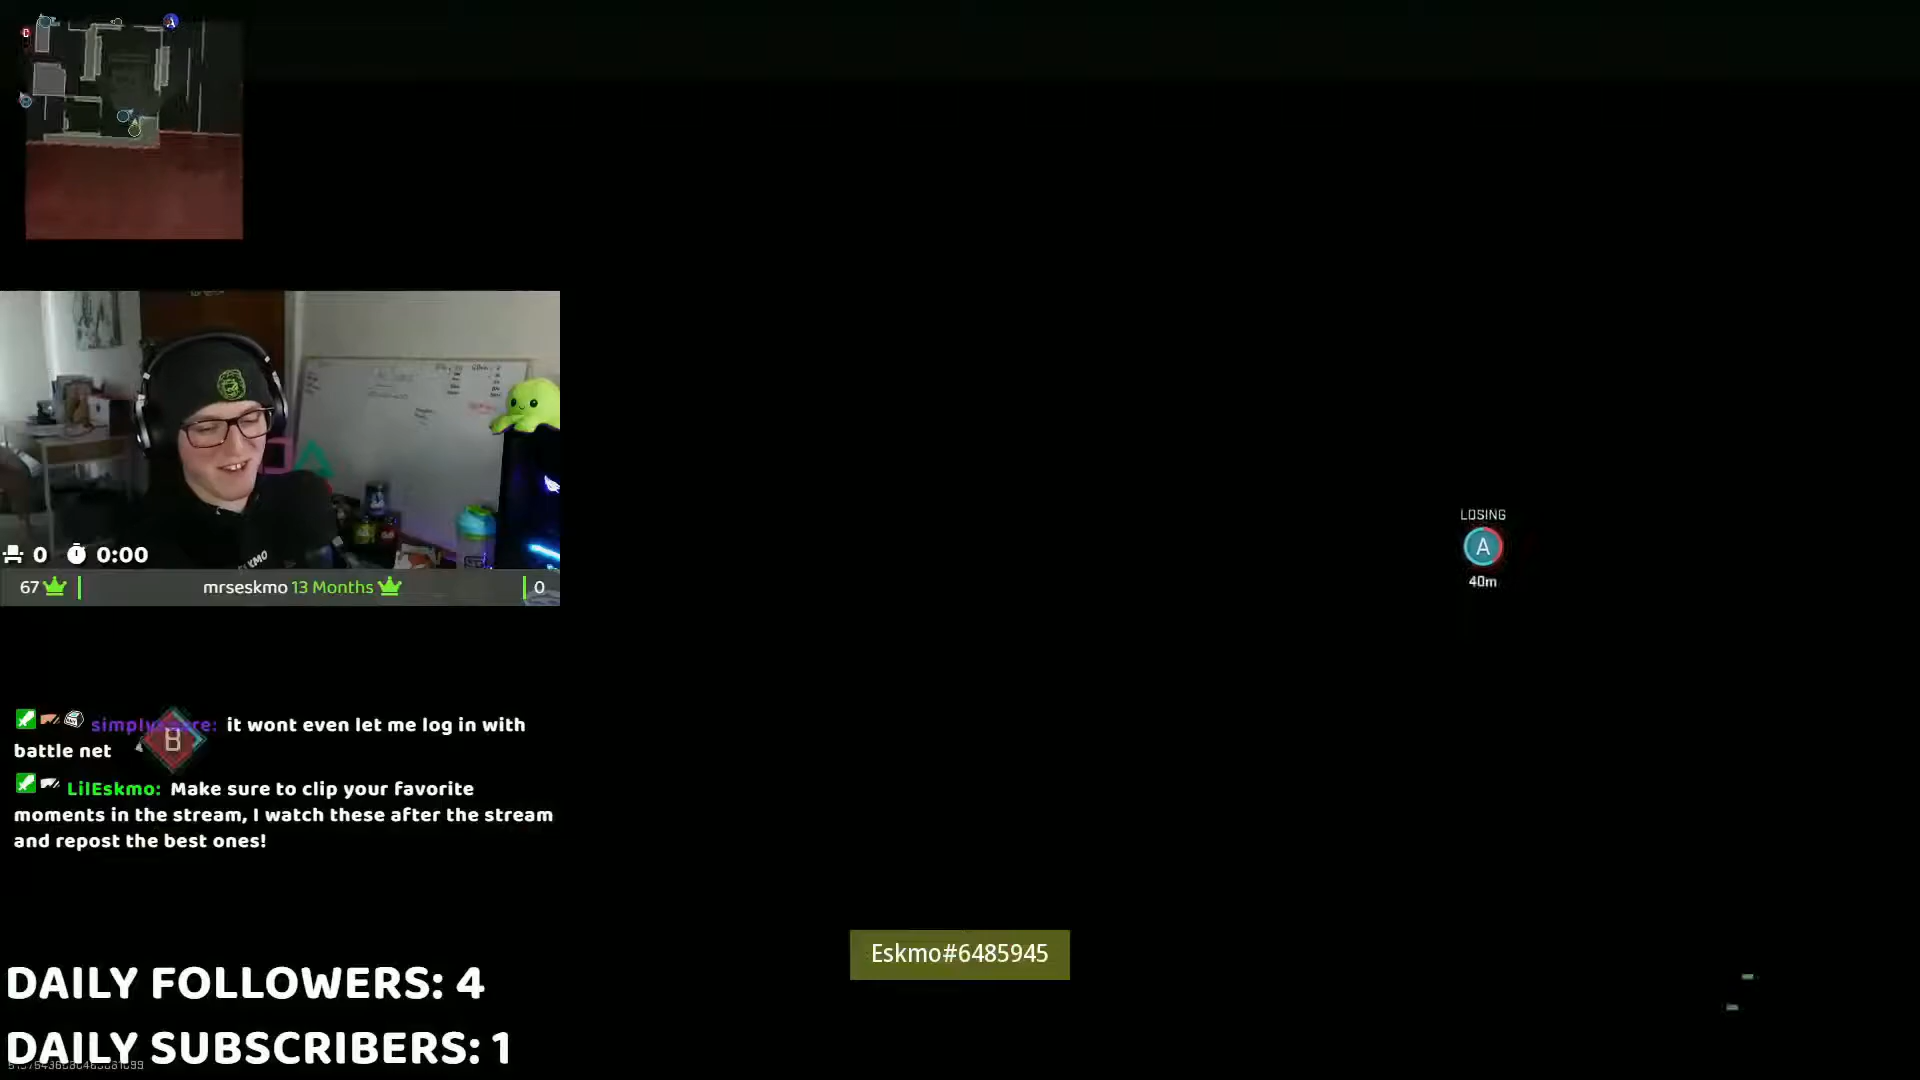 C
A
0 0:00
67 mrseskmo 13 Months 0
LOSING
A
40m
it wont even let me log in with
battle net
B
LilEskmo: Make sure to clip your favorite
moments in the stream, I watch these after the stream
and repost the best ones!
Eskmo#6485945
DAILY FOLLOWERS: 4
DAILY SUBSCRIBERS: 1